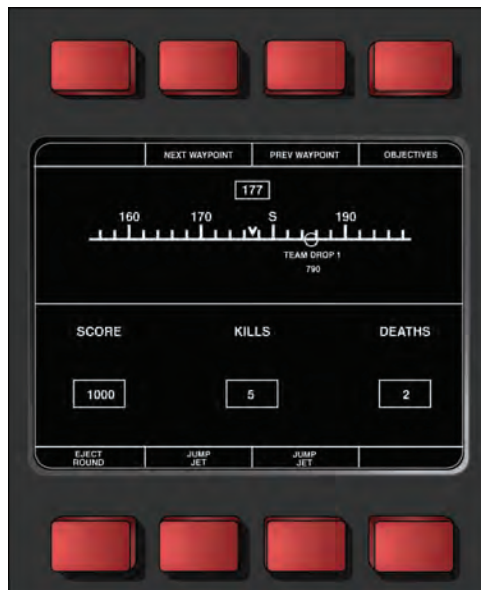 NEXT WAYPOINT PREV WAYPOINT OBJECTIVES
177
160 170 S 190
TEAM DROP 1
790
SCORE KILLS DEATHS
1000 5 2
EJECT JUMP JUMP
ROUND JET JET